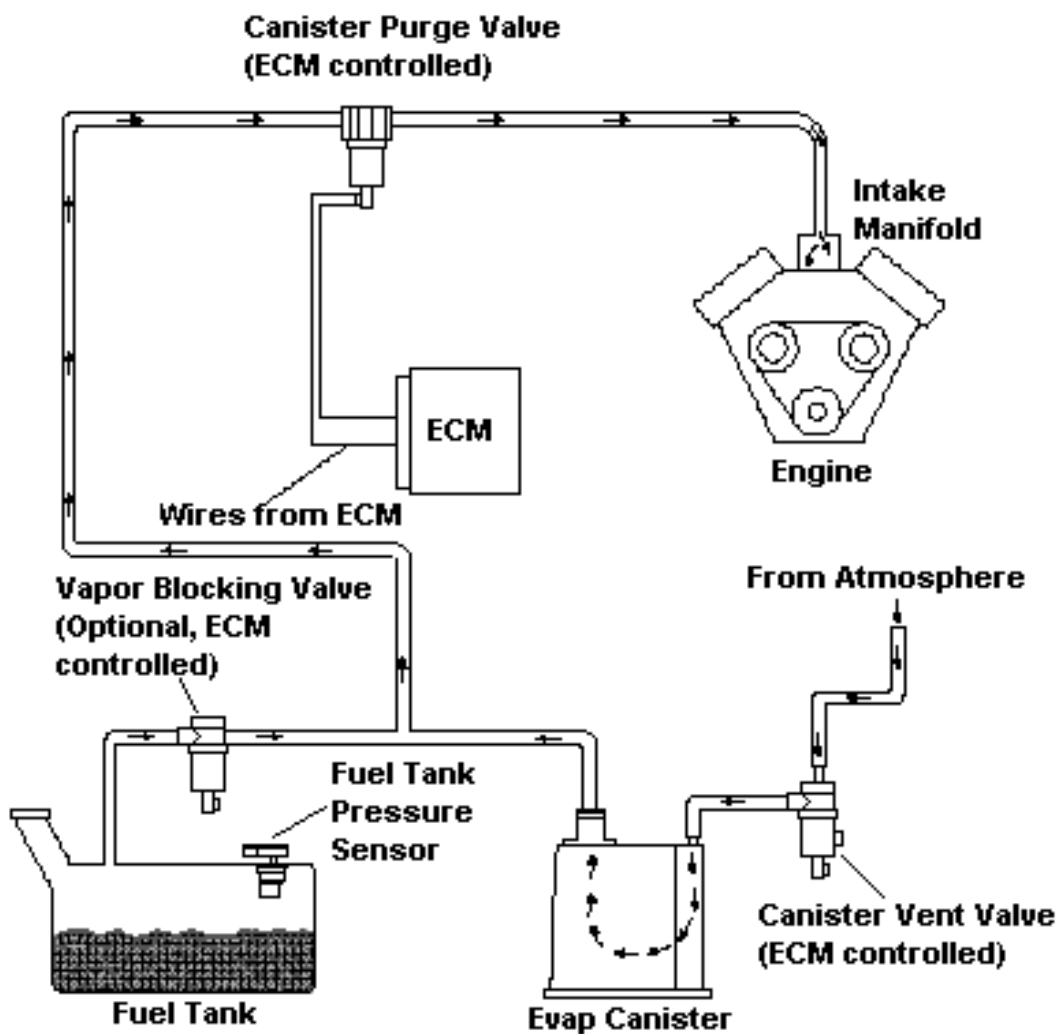 Canister Purge Valve
(ECM controlled)
Intake
Manifold
ECM
Engine
Wires from ECM
From Atmosphere
Vapor Blocking Valve
(Optional, ECM
controlled)
Fuel Tank
Pressure
Sensor
Canister Vent Valve
(ECM controlled)
Fuel Tank
Evap Canister